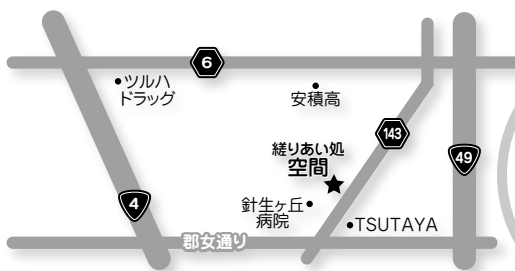 6
ツルハ
ドラッグ
安積高
143
縒りあい処
空間
49
4
針生ヶ丘
病院
TSUTAYA
郡女通り